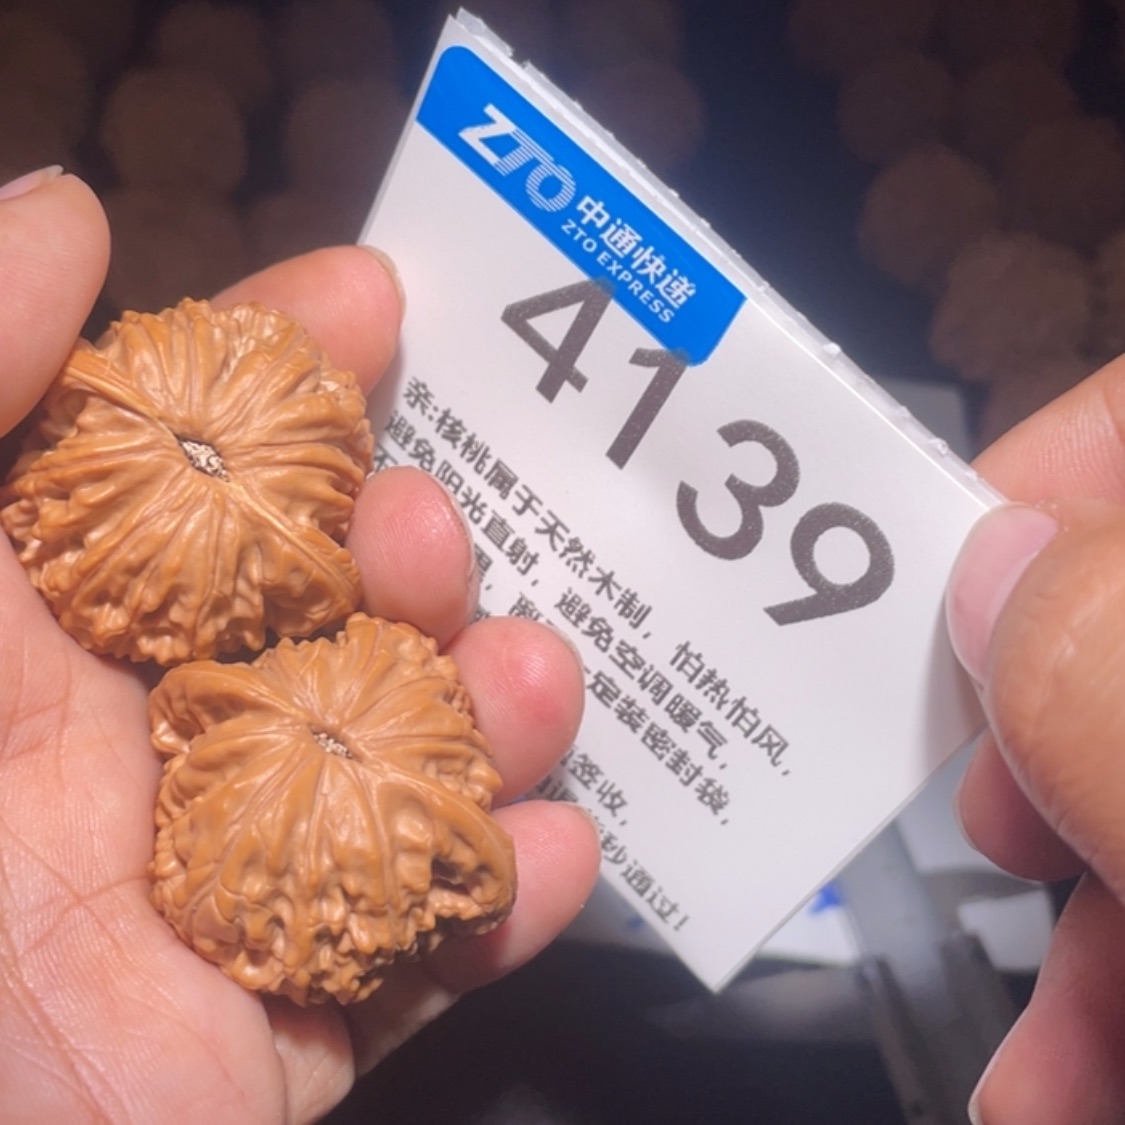 ZTO 中通快递
ZTO EXPRESS
4139
亲:核桃属于天然木制，怕热怕风，
避免阳光直射，避免空调暖气，
定装密封袋，
签收，
秒通过！